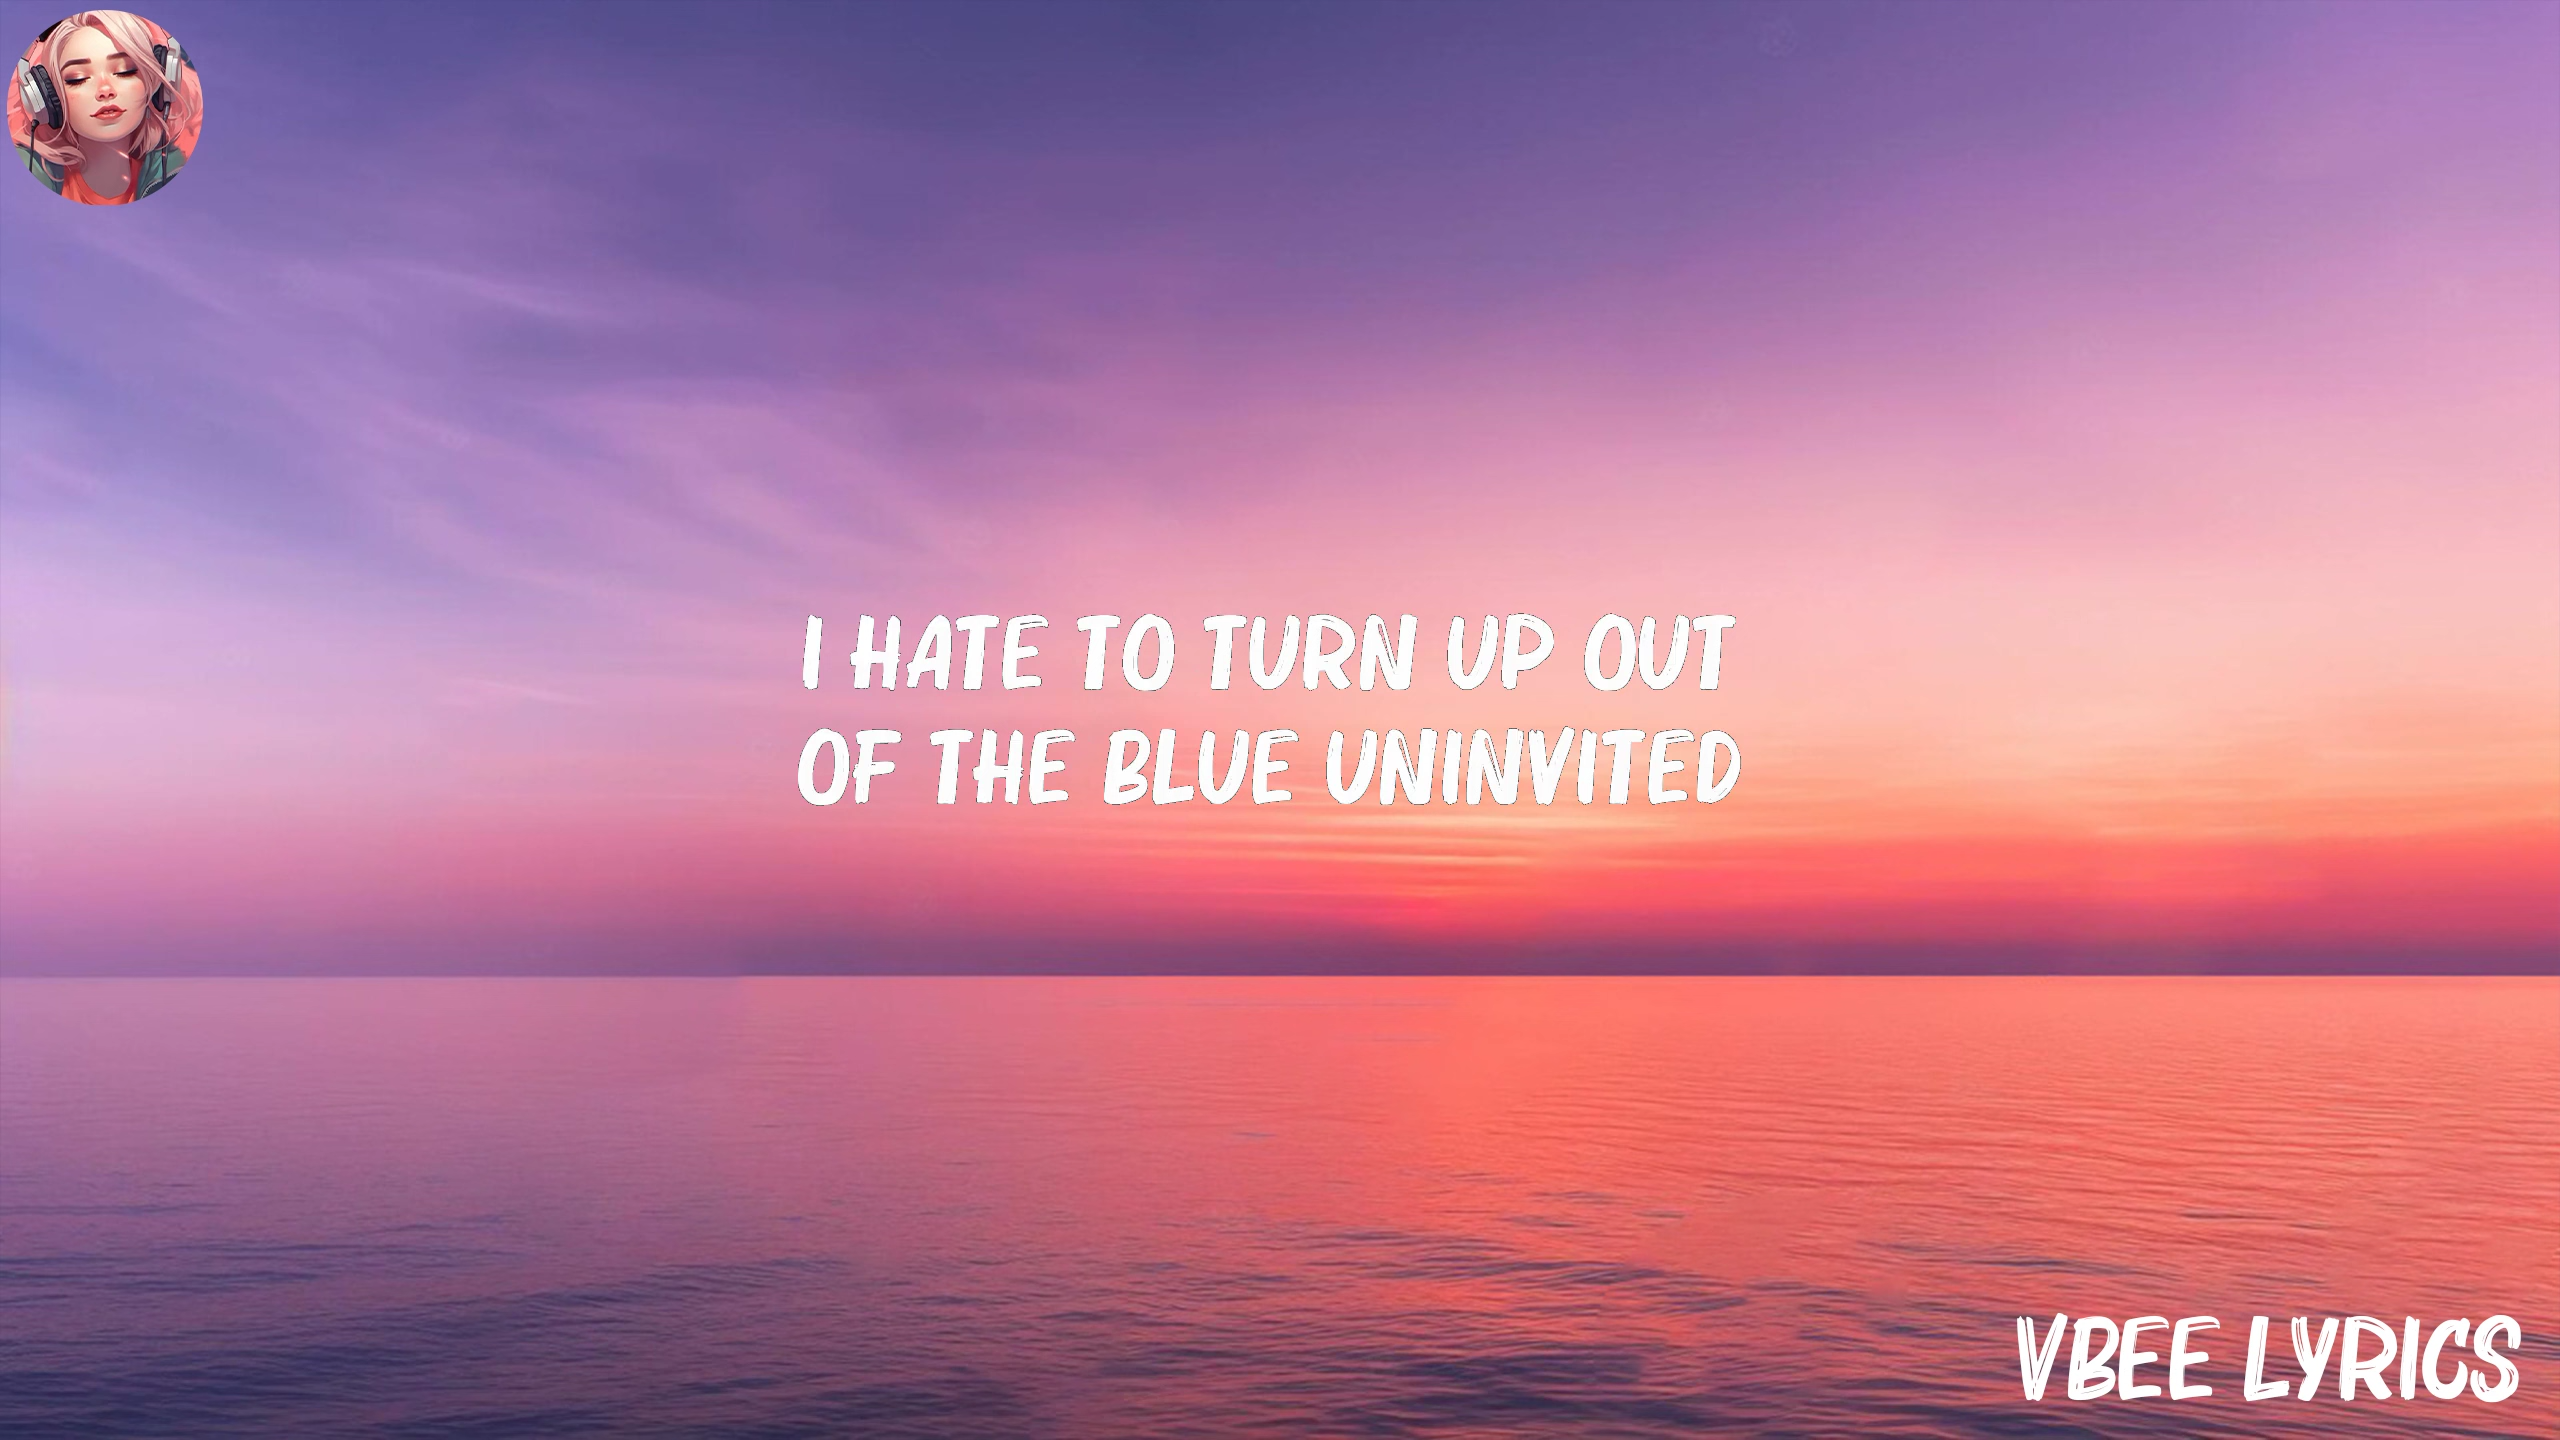 I HATE TO TURN UP OUT
OF THE BLUE UNINVITED
VBEE LYRICS